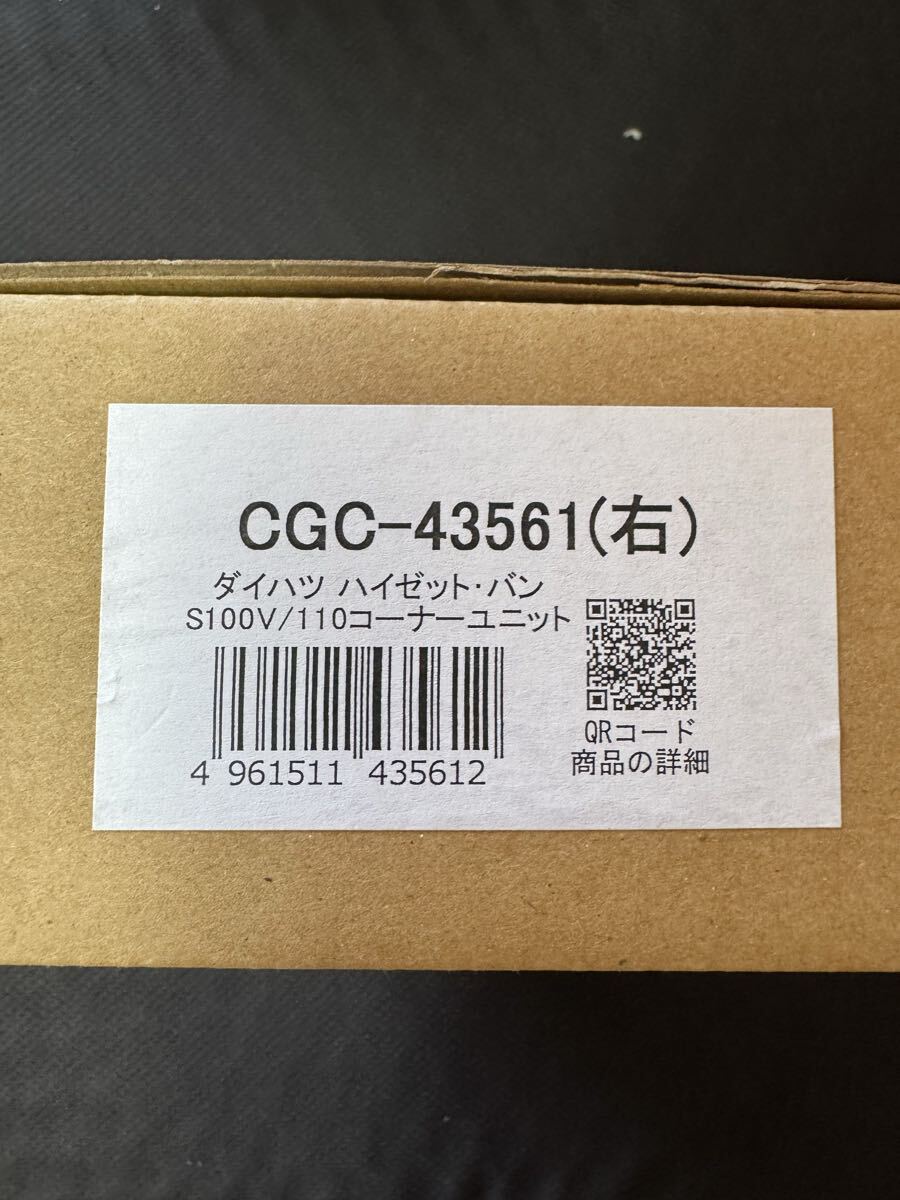 CGC-43561(右)
ダイハツ ハイゼット・バン
S100V/110コーナーユニット
4 961511 435612
QRコード
商品の詳細